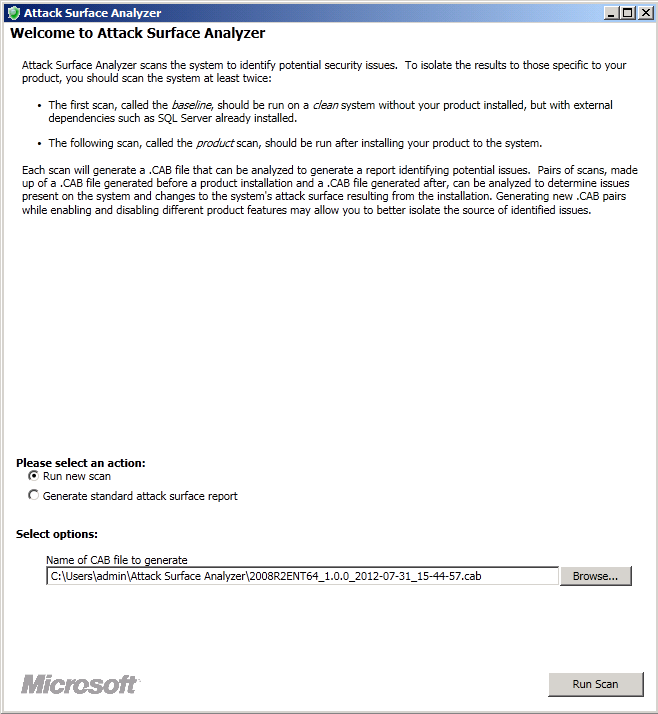 Attack Surface Analyzer
Welcome to Attack Surface Analyzer
Attack Surface Analyzer scans the system to identify potential security issues.  To isolate the results to those specific to your
product, you should scan the system at least twice:
• The first scan, called the baseline, should be run on a clean system without your product installed, but with external
dependencies such as SQL Server already installed.
• The following scan, called the product scan, should be run after installing your product to the system.
Each scan will generate a .CAB file that can be analyzed to generate a report identifying potential issues.  Pairs of scans, made
up of a .CAB file generated before a product installation and a .CAB file generated after, can be analyzed to determine issues
present on the system and changes to the system's attack surface resulting from the installation. Generating new .CAB pairs
while enabling and disabling different product features may allow you to better isolate the source of identified issues.
Please select an action:
Run new scan
Generate standard attack surface report
Select options:
Name of CAB file to generate
C:\Users\admin\Attack Surface Analyzer\2008R2ENT64_1.0.0_2012-07-31_15-44-57.cab
Browse...
Microsoft
Run Scan